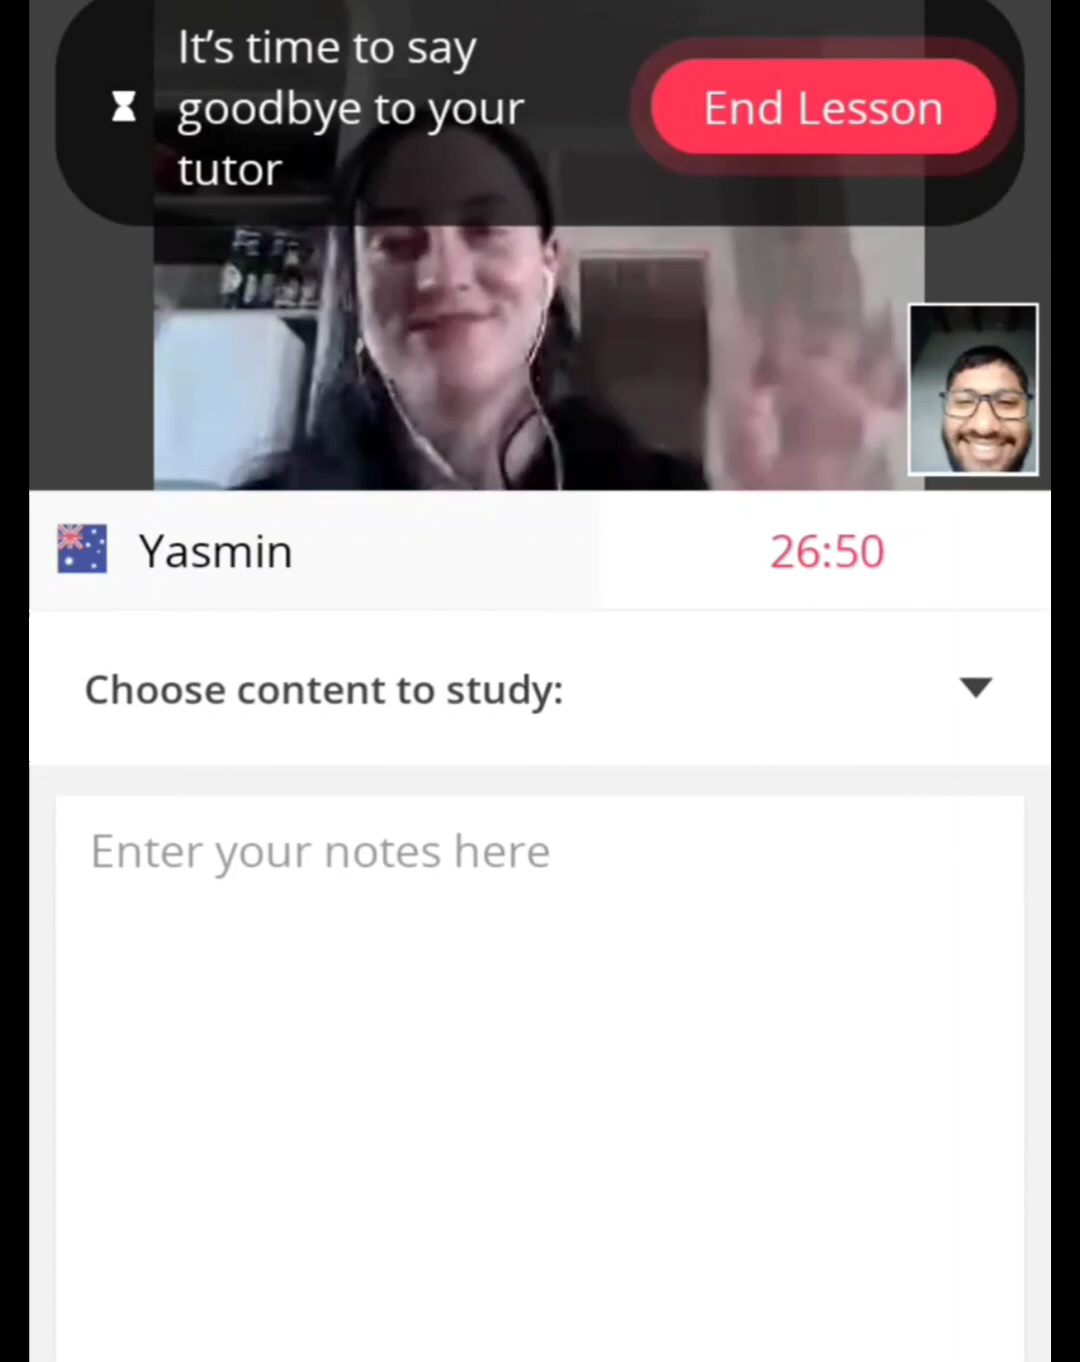 It’s time to say
goodbye to your
tutor
End Lesson
Yasmin
26:50
Choose content to study:
Enter your notes here